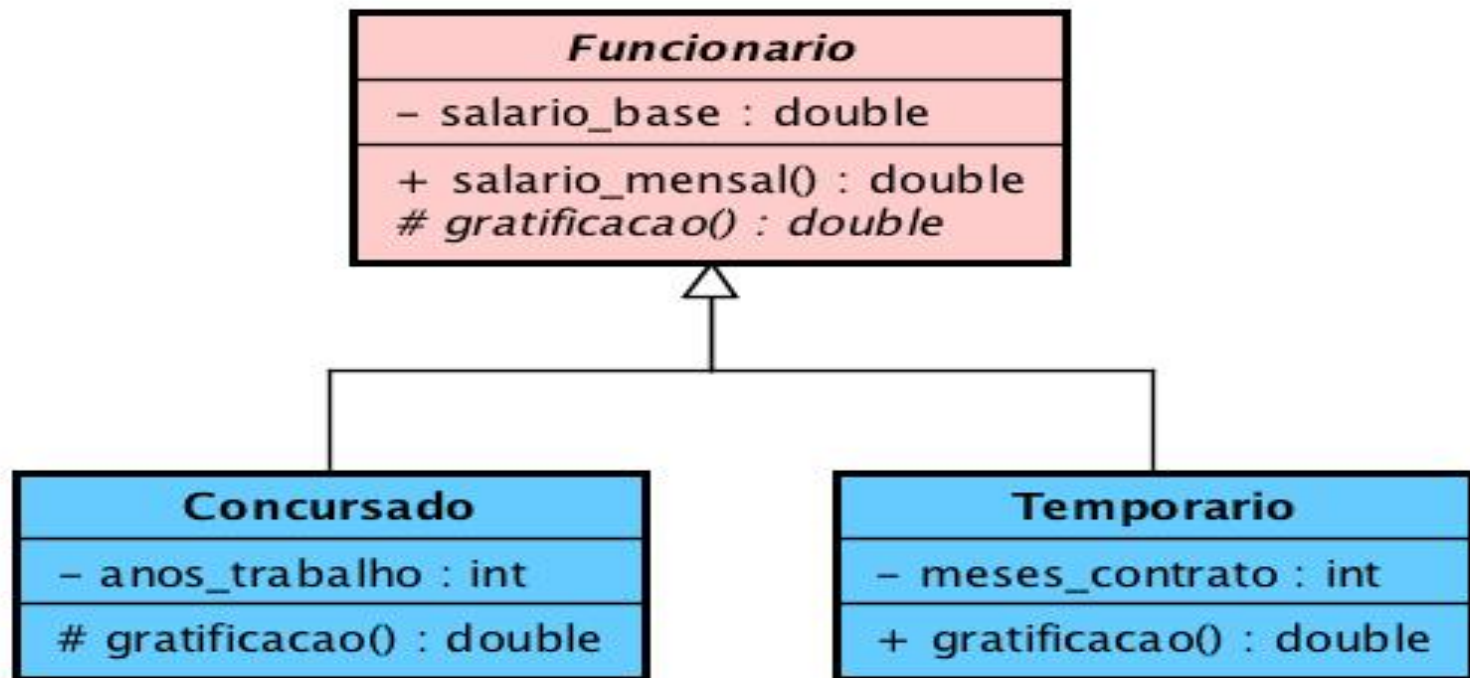 Funcionario
– salario_base : double
+ salario_mensal() : double
# gratificacao() : double
Concursado
– anos_trabalho : int
# gratificacao() : double
Temporario
– meses_contrato : int
+ gratificacao() : double